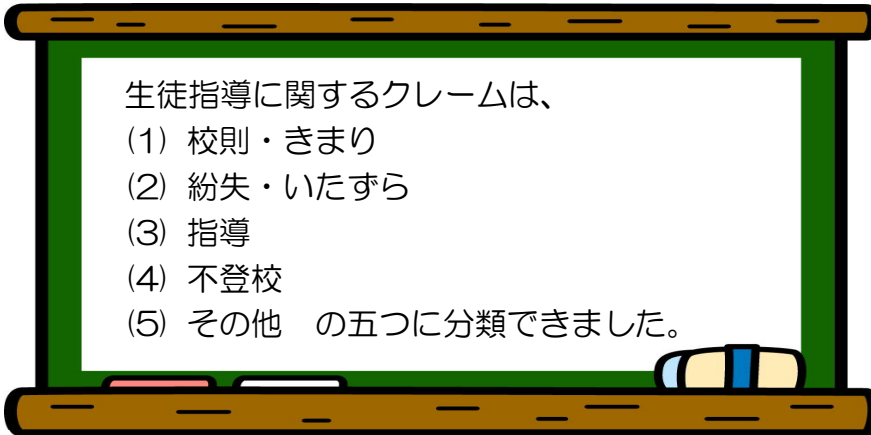 生徒指導に関するクレームは、
(1) 校則・きまり
(2) 紛失・いたずら
(3) 指導
(4) 不登校
(5) その他　の五つに分類できました。